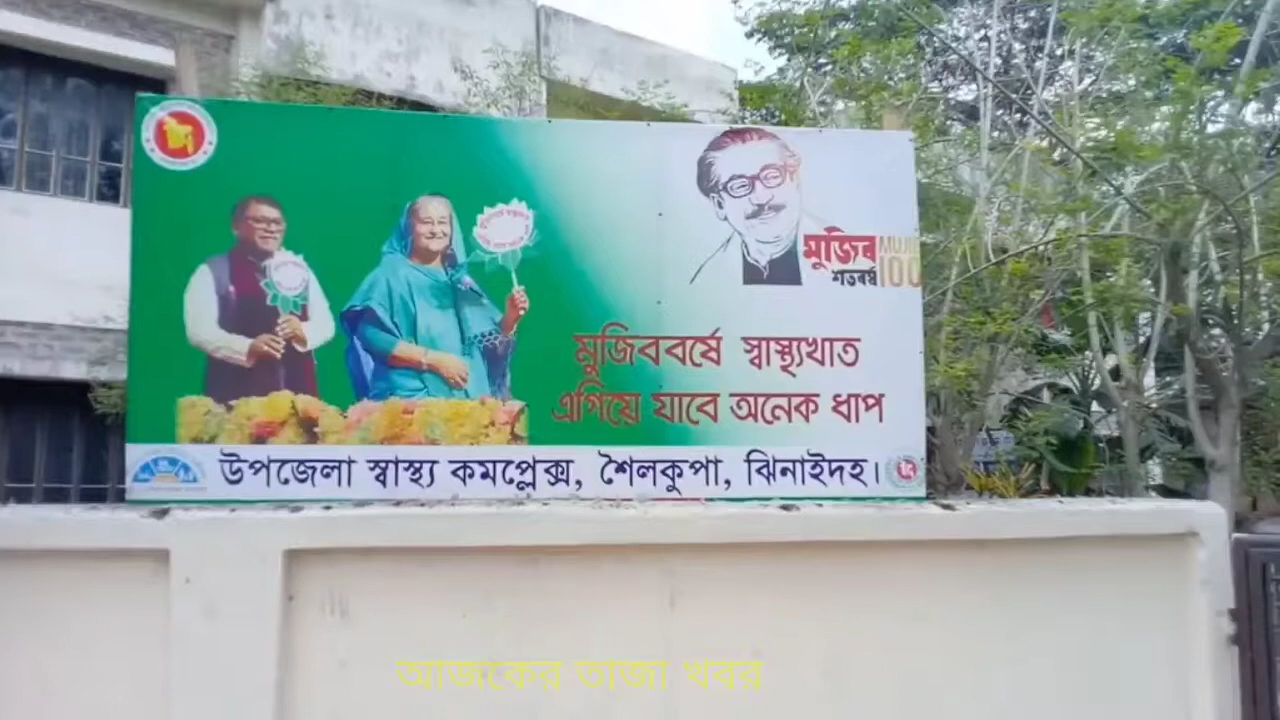 মুজিব MUJIB
শতবর্ষ 100
মুজিববর্ষে স্বাস্থ্যখাত
এগিয়ে যাবে অনেক ধাপ
উপজেলা স্বাস্থ্য কমপ্লেক্স, শৈলকুপা, ঝিনাইদহ।
আজকের তাজা খবর